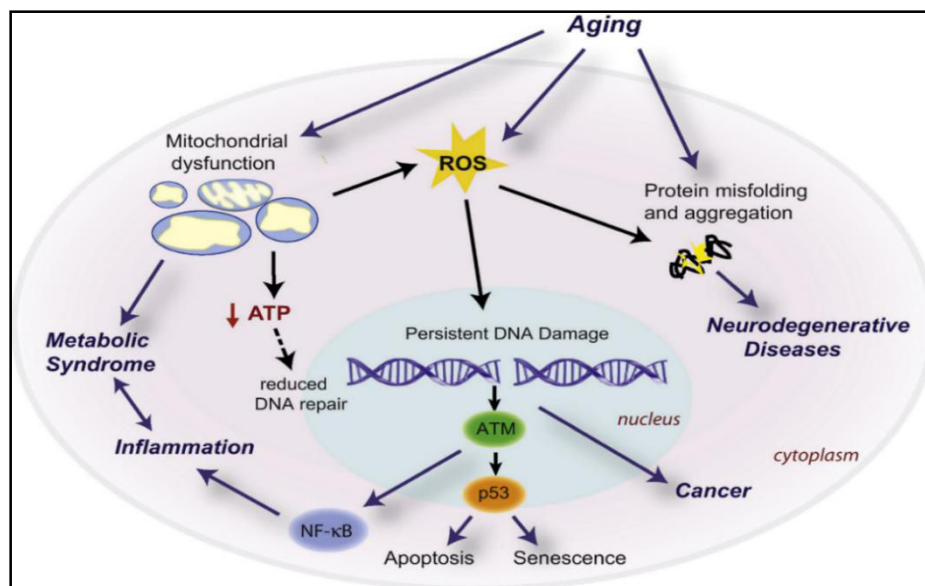 Aging
Mitochondrial
dysfunction
ROS
Protein misfolding
and aggregation
ATP
Metabolic
Syndrome
reduced
DNA repair
Persistent DNA Damage
Neurodegenerative
Diseases
ATM
nucleus
Inflammation
cytoplasm
p53
Cancer
NF-κB
Apoptosis
Senescence